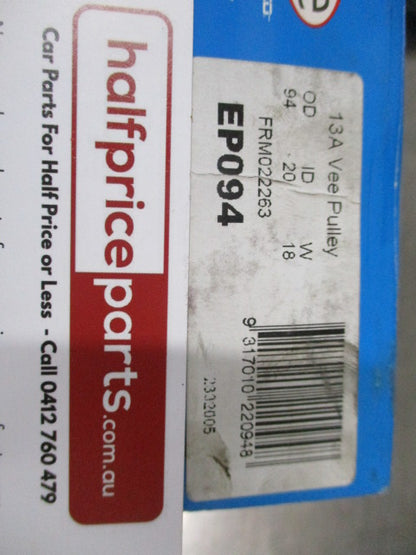 halfpriceparts.com.au
Car Parts For Half Price or Less - Call 0412 760 479
13A Vee Pulley
OD ID W
94 20 18
FRM022263
EP094
9 317010 220948